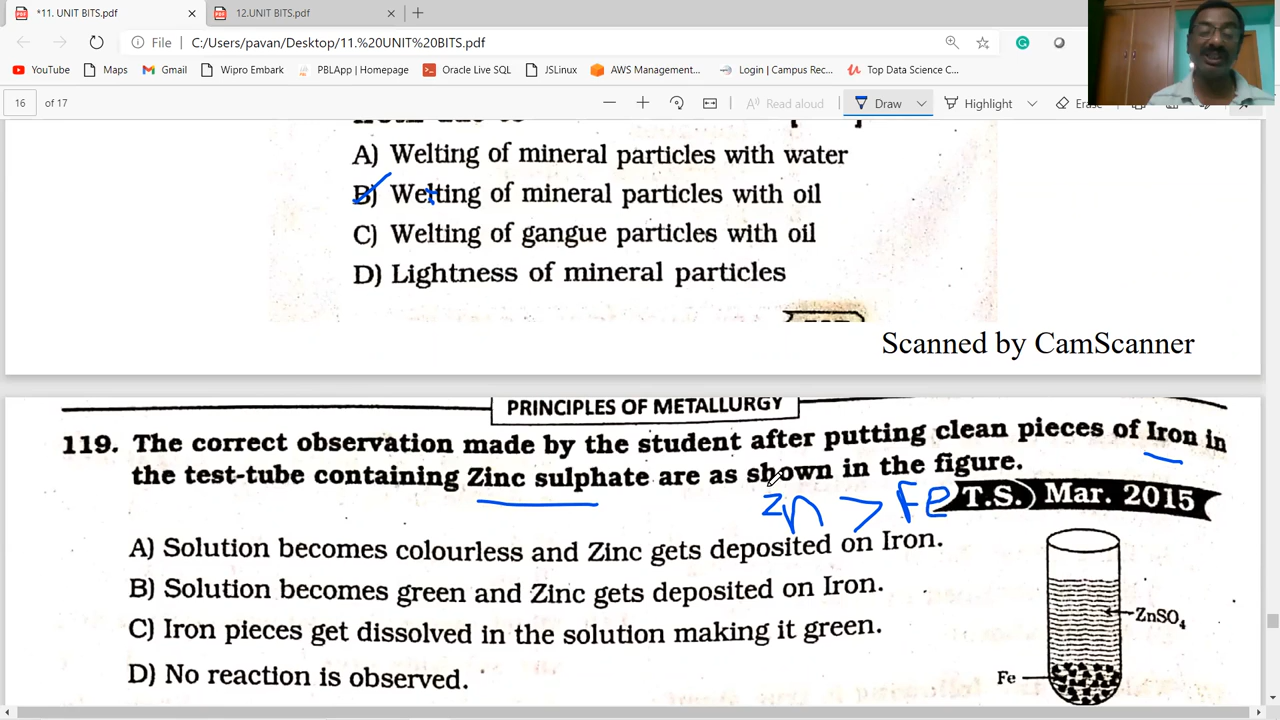 *11. UNIT BITS.pdf
12.UNIT BITS.pdf
File C:/Users/pavan/Desktop/11.%20UNIT%20BITS.pdf
YouTube Maps Gmail Wipro Embark PBLApp | Homepage Oracle Live SQL JSLinux AWS Management... Login | Campus Rec... Top Data Science C...
16 of 17 Read aloud Draw Highlight Erase
A) Welting of mineral particles with water
B) Wetting of mineral particles with oil
C) Welting of gangue particles with oil
D) Lightness of mineral particles
Scanned by CamScanner
PRINCIPLES OF METALLURGY
119. The correct observation made by the student after putting clean pieces of Iron in
the test-tube containing Zinc sulphate are as shown in the figure.
Zn > Fe
T.S. Mar. 2015
A) Solution becomes colourless and Zinc gets deposited on Iron.
B) Solution becomes green and Zinc gets deposited on Iron.
C) Iron pieces get dissolved in the solution making it green.
D) No reaction is observed.
ZnSO4
Fe